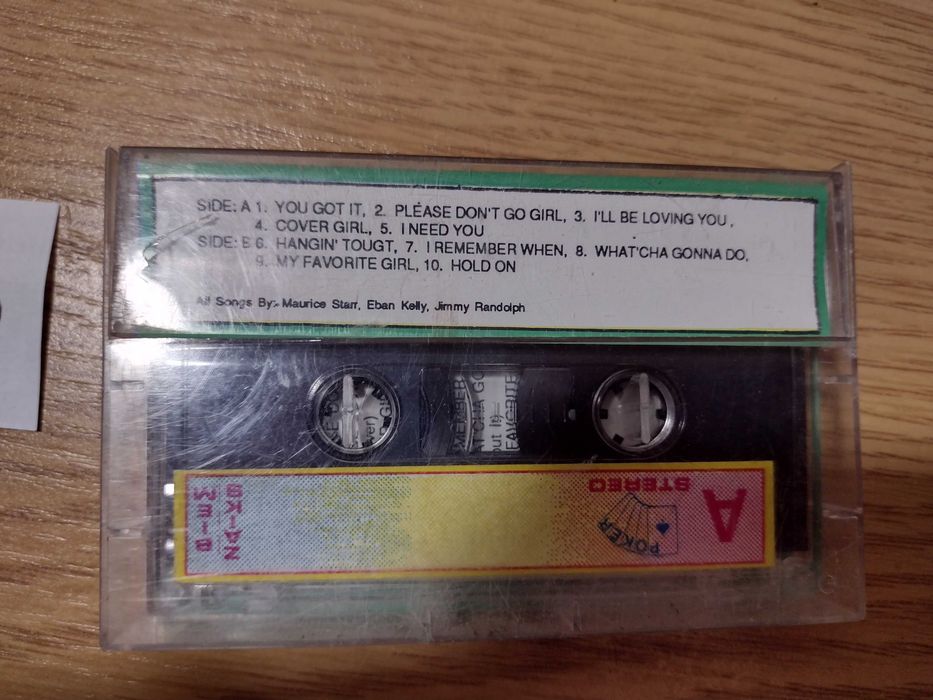 SIDE: A 1. YOU GOT IT, 2. PLEASE DON'T GO GIRL, 3. I'LL BE LOVING YOU,
4. COVER GIRL, 5. I NEED YOU
SIDE: B 6. HANGIN' TOUGT, 7. I REMEMBER WHEN, 8. WHAT'CHA GONNA DO,
9. MY FAVORITE GIRL, 10. HOLD ON
All Songs By:- Maurice Starr, Eban Kelly, Jimmy Randolph
A
STEREO
POKER